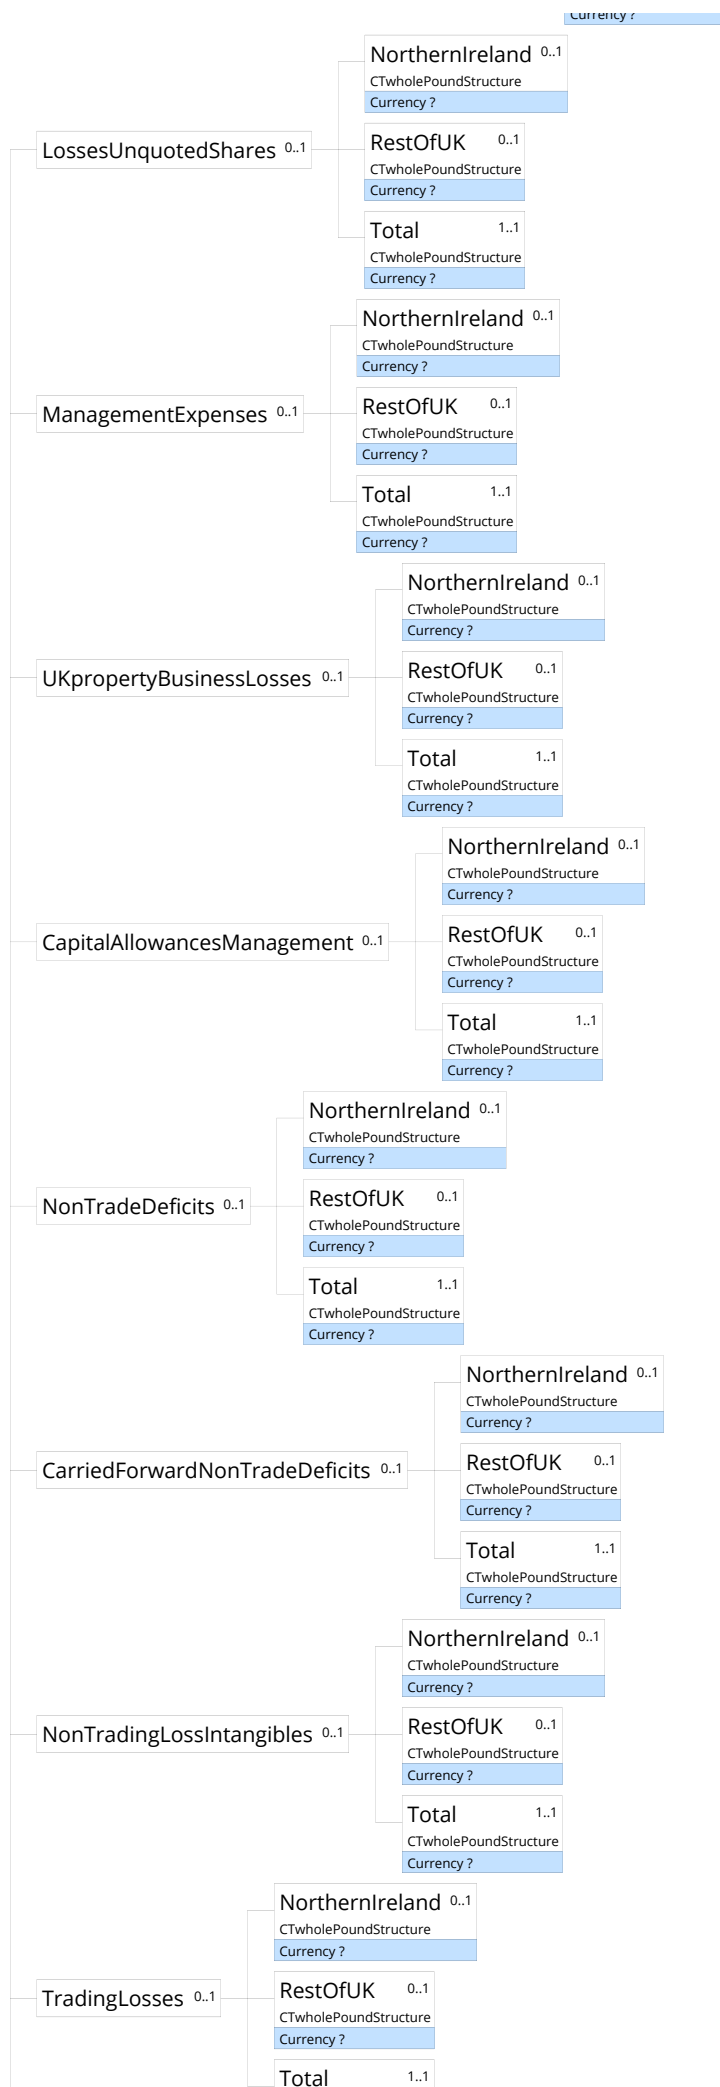 Currency ?
NorthernIreland 0..1
CTwholePoundStructure
Currency ?
LossesUnquotedShares 0..1
RestOfUK 0..1
CTwholePoundStructure
Currency ?
Total 1..1
CTwholePoundStructure
Currency ?
NorthernIreland 0..1
CTwholePoundStructure
Currency ?
ManagementExpenses 0..1
RestOfUK 0..1
CTwholePoundStructure
Currency ?
Total 1..1
CTwholePoundStructure
Currency ?
NorthernIreland 0..1
CTwholePoundStructure
Currency ?
UKpropertyBusinessLosses 0..1
RestOfUK 0..1
CTwholePoundStructure
Currency ?
Total 1..1
CTwholePoundStructure
Currency ?
NorthernIreland 0..1
CTwholePoundStructure
Currency ?
CapitalAllowancesManagement 0..1
RestOfUK 0..1
CTwholePoundStructure
Currency ?
Total 1..1
CTwholePoundStructure
Currency ?
NorthernIreland 0..1
CTwholePoundStructure
Currency ?
NonTradeDeficits 0..1
RestOfUK 0..1
CTwholePoundStructure
Currency ?
Total 1..1
CTwholePoundStructure
Currency ?
NorthernIreland 0..1
CTwholePoundStructure
Currency ?
CarriedForwardNonTradeDeficits 0..1
RestOfUK 0..1
CTwholePoundStructure
Currency ?
Total 1..1
CTwholePoundStructure
Currency ?
NorthernIreland 0..1
CTwholePoundStructure
Currency ?
NonTradingLossIntangibles 0..1
RestOfUK 0..1
CTwholePoundStructure
Currency ?
Total 1..1
CTwholePoundStructure
Currency ?
NorthernIreland 0..1
CTwholePoundStructure
Currency ?
TradingLosses 0..1
RestOfUK 0..1
CTwholePoundStructure
Currency ?
Total 1..1